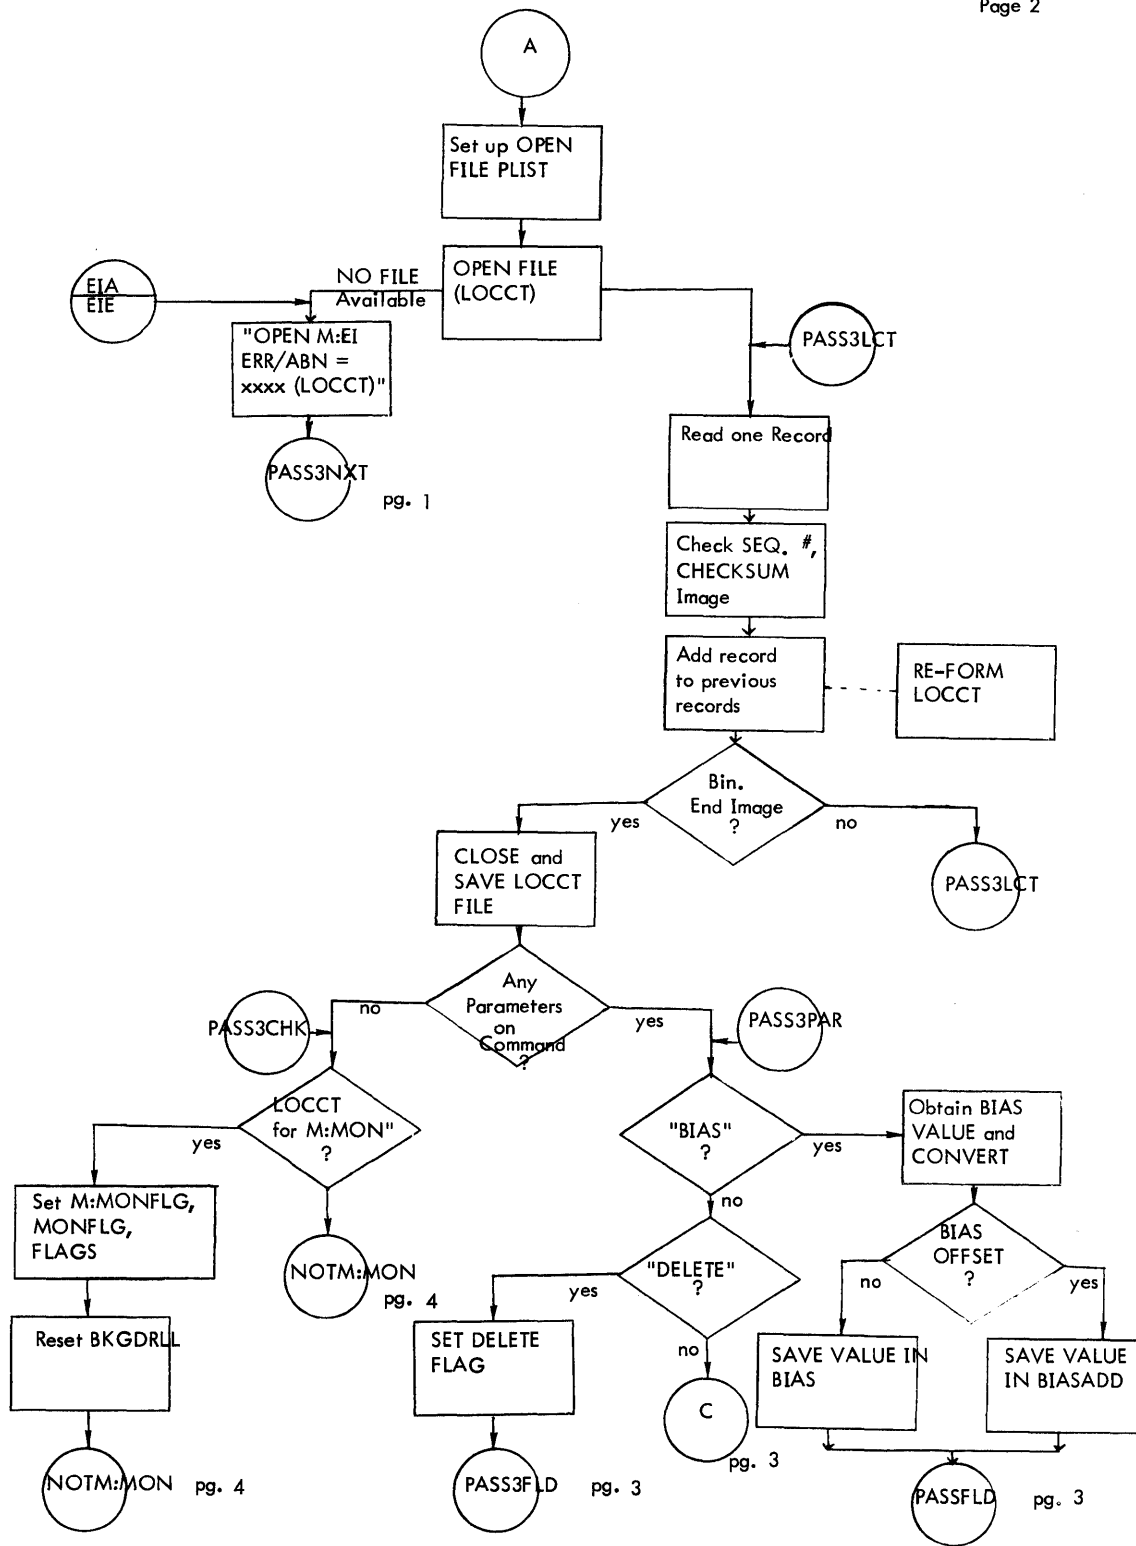 Page 2
A
Set up OPEN
FILE PLIST
OPEN FILE
(LOCCT)
NO FILE
Available
EIA
EIE
"OPEN M:EI
ERR/ABN =
xxxx (LOCCT)"
PASS3NXT
pg. 1
PASS3LCT
Read one Record
Check SEQ. #,
CHECKSUM
Image
Add record
to previous
records
RE-FORM
LOCCT
Bin.
End Image
?
yes
no
CLOSE and
SAVE LOCCT
FILE
PASS3LCT
Any
Parameters
on
Command
?
no
yes
PASS3CHK
PASS3PAR
LOCCT
for M:MON"
?
yes
"BIAS"
?
yes
no
Obtain BIAS
VALUE and
CONVERT
Set M:MONFLG,
MONFLG,
FLAGS
NOTM:MON
pg. 4
"DELETE"
?
yes
no
BIAS
OFFSET
?
no
yes
Reset BKGDRLL
SET DELETE
FLAG
SAVE VALUE IN
BIAS
SAVE VALUE
IN BIASADD
C
pg. 3
NOTM:MON
pg. 4
PASS3FLD
pg. 3
PASSFLD
pg. 3